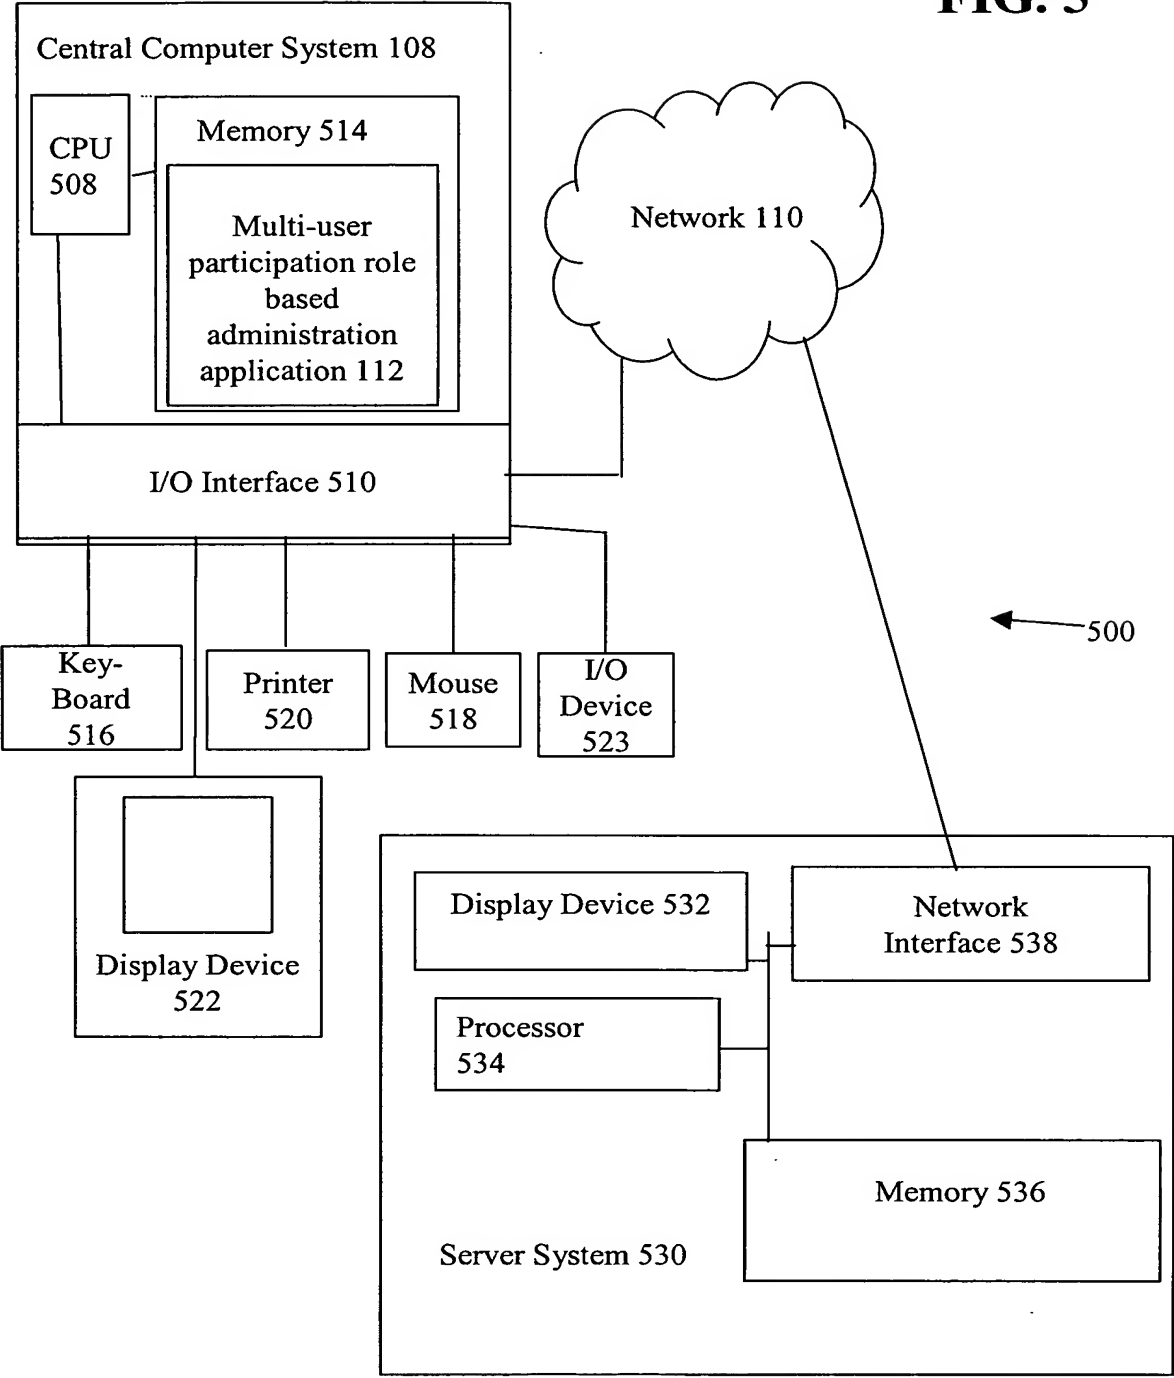 FIG. 5
Central Computer System 108
CPU
508
Memory 514
Multi-user
participation role
based
administration
application 112
Network 110
I/O Interface 510
500
Key-
Board
516
Printer
520
Mouse
518
I/O
Device
523
Display Device
522
Display Device 532
Network
Interface 538
Processor
534
Memory 536
Server System 530